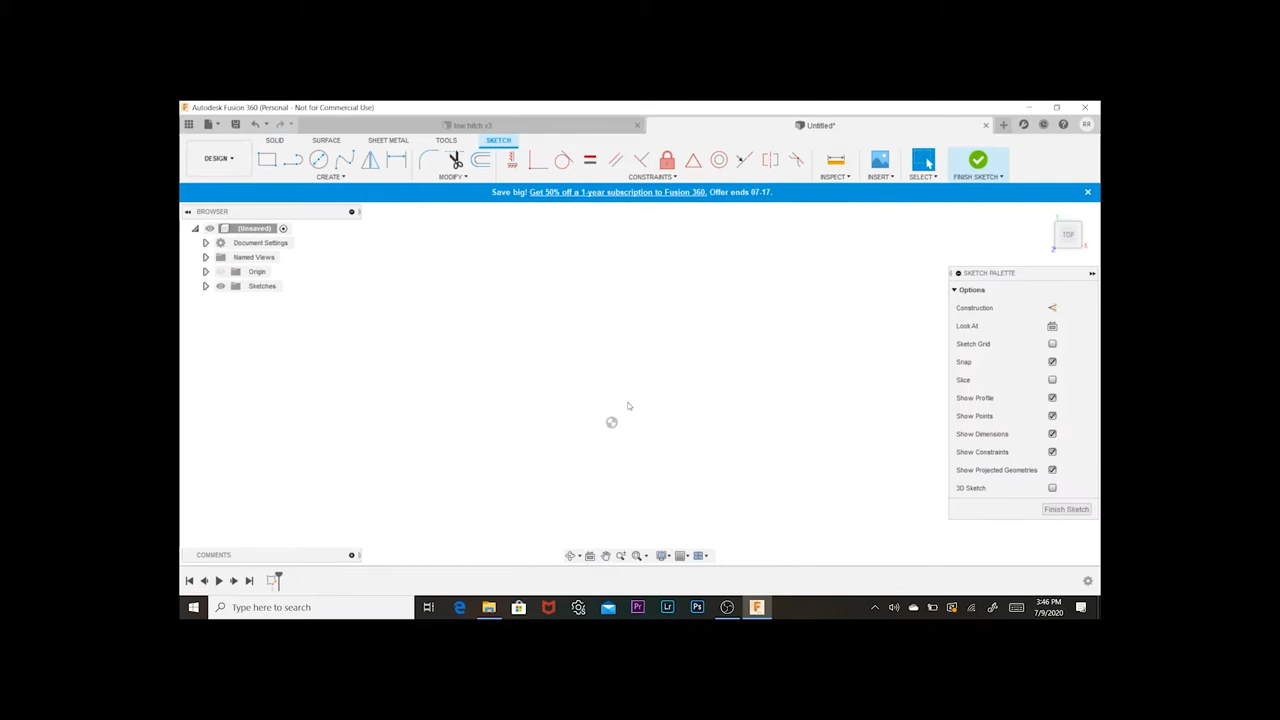 Autodesk Fusion 360 (Personal - Not for Commercial Use)
tow hitch v3
Untitled*
RR
SOLID SURFACE SHEET METAL TOOLS SKETCH
DESIGN
CREATE MODIFY CONSTRAINTS INSPECT INSERT SELECT FINISH SKETCH
Save big! Get 50% off a 1-year subscription to Fusion 360. Offer ends 07-17.
BROWSER
(Unsaved)
Document Settings
Named Views
Origin
Sketches
TOP
Y
X
Z
SKETCH PALETTE
Options
Construction
Look At
Sketch Grid
Snap
Slice
Show Profile
Show Points
Show Dimensions
Show Constraints
Show Projected Geometries
3D Sketch
Finish Sketch
COMMENTS
Type here to search
Pr
Lr
Ps
3:46 PM
7/9/2020